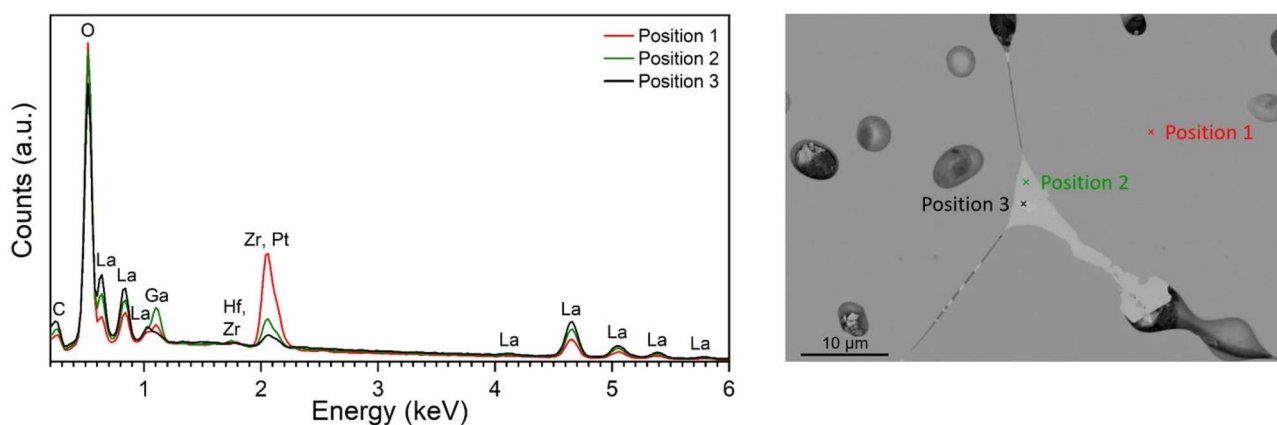 O
Position 1
Position 2
Position 3
Counts (a.u.)
Zr, Pt
La
La
Ga
La
C
Hf,
Zr
La
La
La
La
La
0
1
2
3
4
5
6
Energy (keV)
Position 1
Position 2
Position 3
10 µm